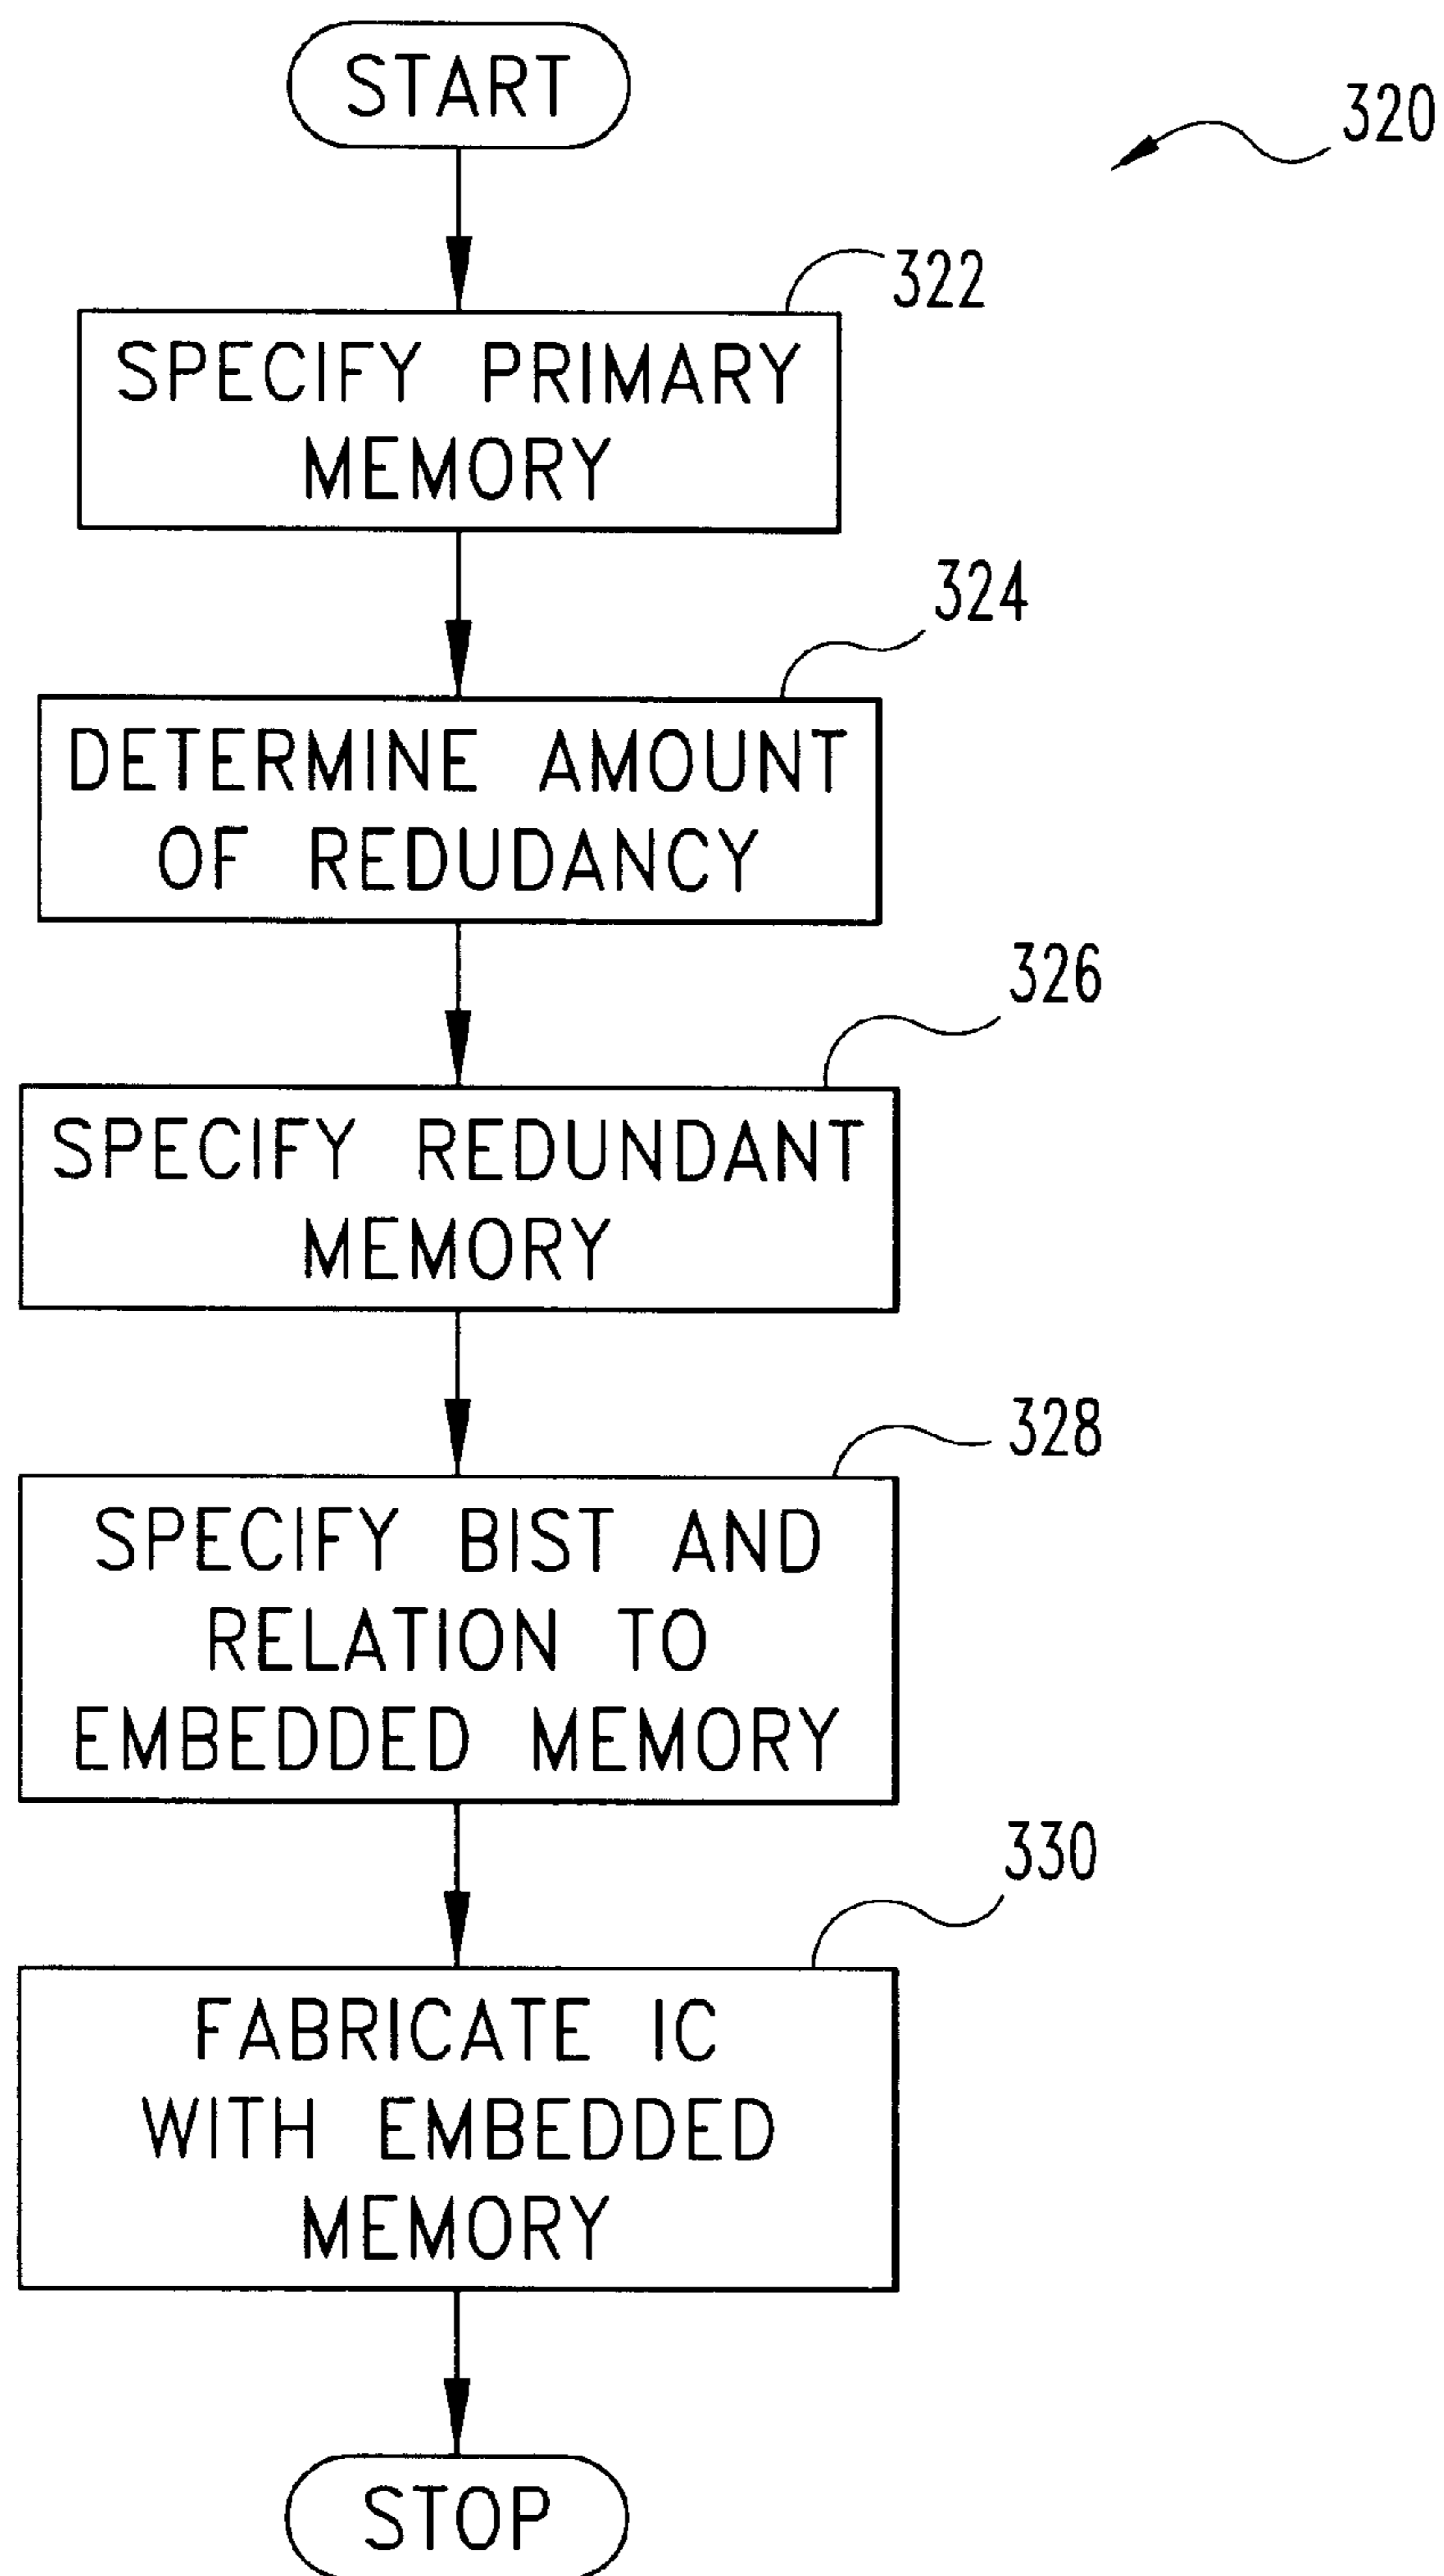 START
320
322
SPECIFY PRIMARY
MEMORY
324
DETERMINE AMOUNT
OF REDUDANCY
326
SPECIFY REDUNDANT
MEMORY
328
SPECIFY BIST AND
RELATION TO
EMBEDDED MEMORY
330
FABRICATE IC
WITH EMBEDDED
MEMORY
STOP